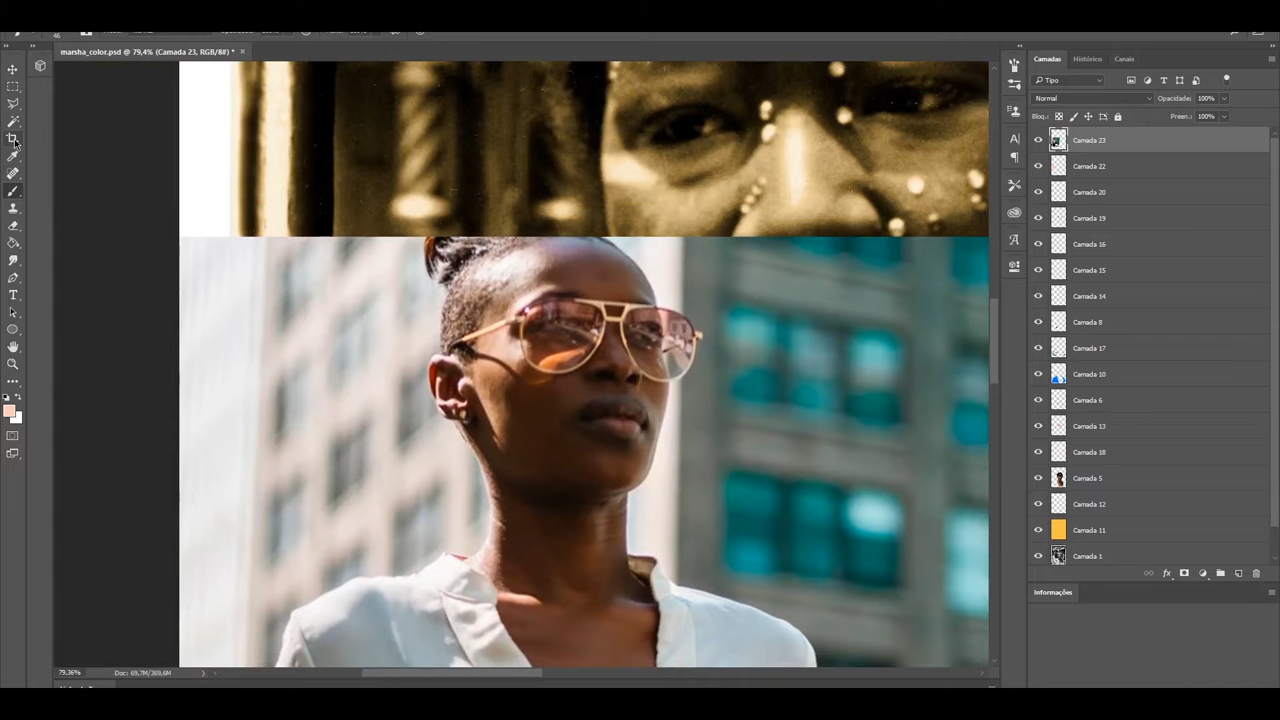 marsha_color.psd @ 79,4% (Camada 23, RGB/8#) *
Camadas
Histórico
Canais
Tipo
Normal
Opacidade: 100%
Bloq.:
Preen.: 100%
Camada 23
Camada 22
Camada 20
Camada 19
Camada 16
Camada 15
Camada 14
Camada 8
Camada 17
Camada 10
Camada 6
Camada 13
Camada 18
Camada 5
Camada 12
Camada 11
Camada 1
Informações
79.36%
Doc: 69,7M/369,6M